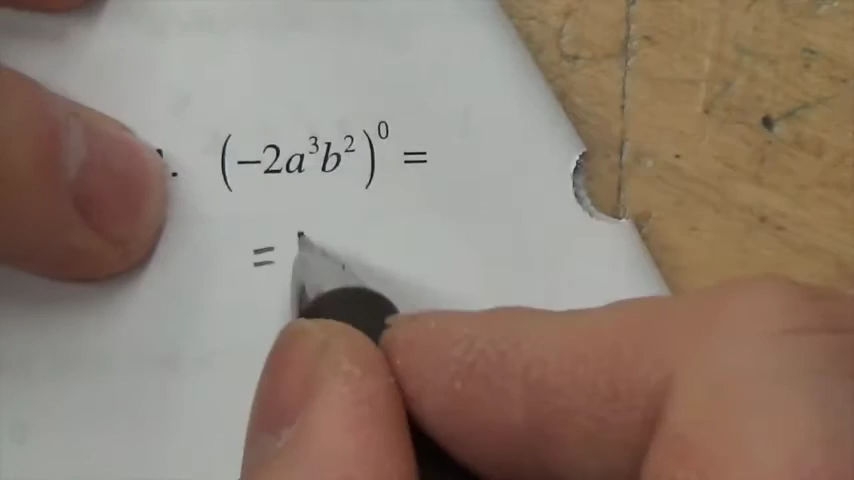 (−2a³b²)⁰ =
=